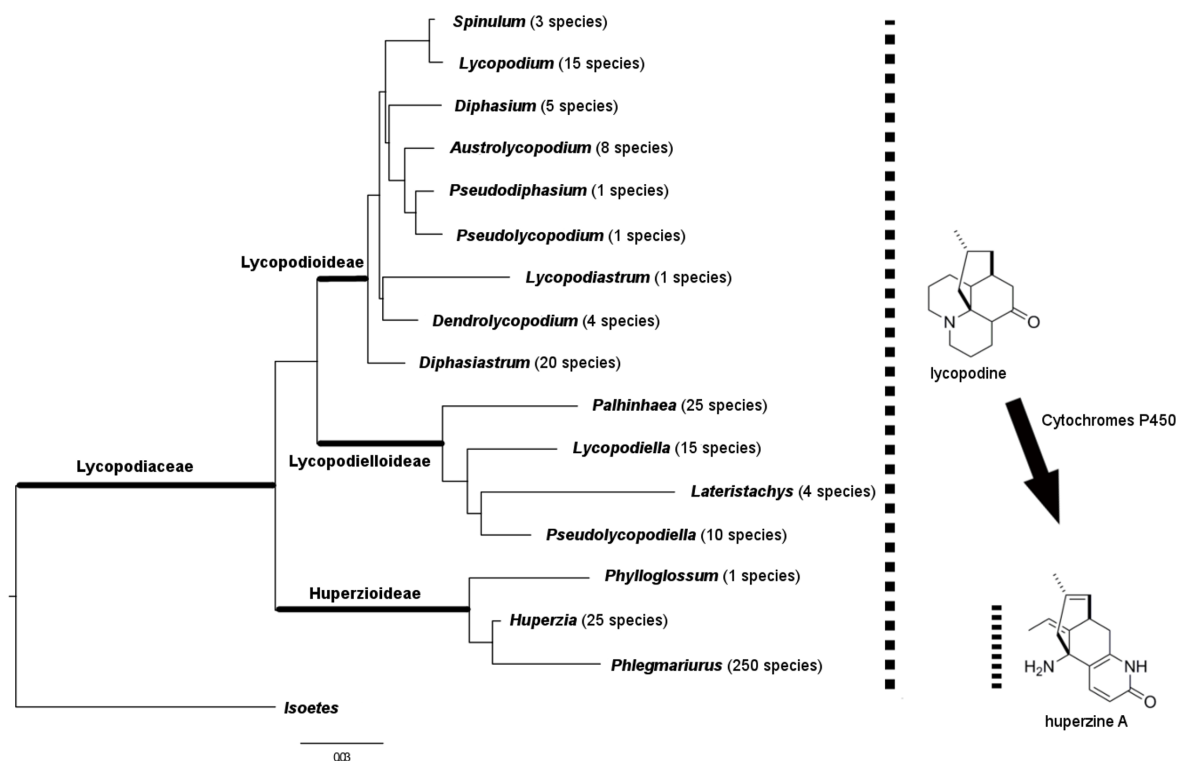 Spinulum (3 species)
Lycopodium (15 species)
Diphasium (5 species)
Austrolycopodium (8 species)
Pseudodiphasium (1 species)
Pseudolycopodium (1 species)
Lycopodioideae
Lycopodiastrum (1 species)
Dendrolycopodium (4 species)
Diphasiastrum (20 species)
N
O
lycopodine
Palhinhaea (25 species)
Cytochromes P450
Lycopodiella (15 species)
Lycopodielloideae
Lycopodiaceae
Lateristachys (4 species)
Pseudolycopodiella (10 species)
Phylloglossum (1 species)
Huperzioideae
Huperzia (25 species)
Phlegmariurus (250 species)
H2N
NH
O
huperzine A
Isoetes
0.03